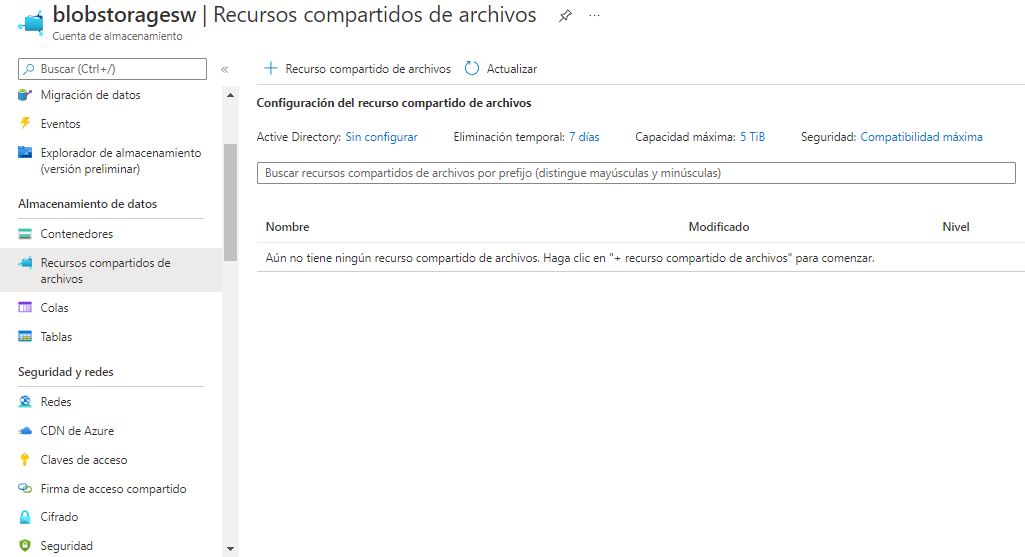 blobstoragesw | Recursos compartidos de archivos
Cuenta de almacenamiento
Buscar (Ctrl+/)
Migración de datos
Eventos
Explorador de almacenamiento
(versión preliminar)
Almacenamiento de datos
Contenedores
Recursos compartidos de
archivos
Colas
Tablas
Seguridad y redes
Redes
CDN de Azure
Claves de acceso
Firma de acceso compartido
Cifrado
Seguridad
Recurso compartido de archivos Actualizar
Configuración del recurso compartido de archivos
Active Directory: Sin configurar Eliminación temporal: 7 días Capacidad máxima: 5 TiB Seguridad: Compatibilidad máxima
Buscar recursos compartidos de archivos por prefijo (distingue mayúsculas y minúsculas)
Nombre Modificado Nivel
Aún no tiene ningún recurso compartido de archivos. Haga clic en "+ recurso compartido de archivos" para comenzar.